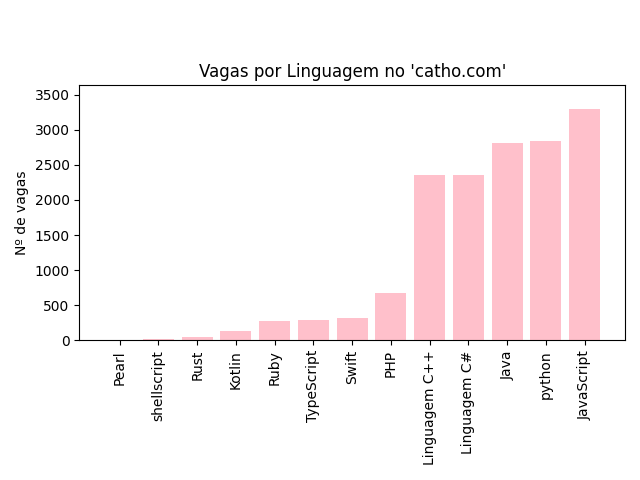 Vagas por Linguagem no 'catho.com'
Nº de vagas
3500
3000
2500
2000
1500
1000
500
0
Pearl
shellscript
Rust
Kotlin
Ruby
TypeScript
Swift
PHP
Linguagem C++
Linguagem C#
Java
python
JavaScript